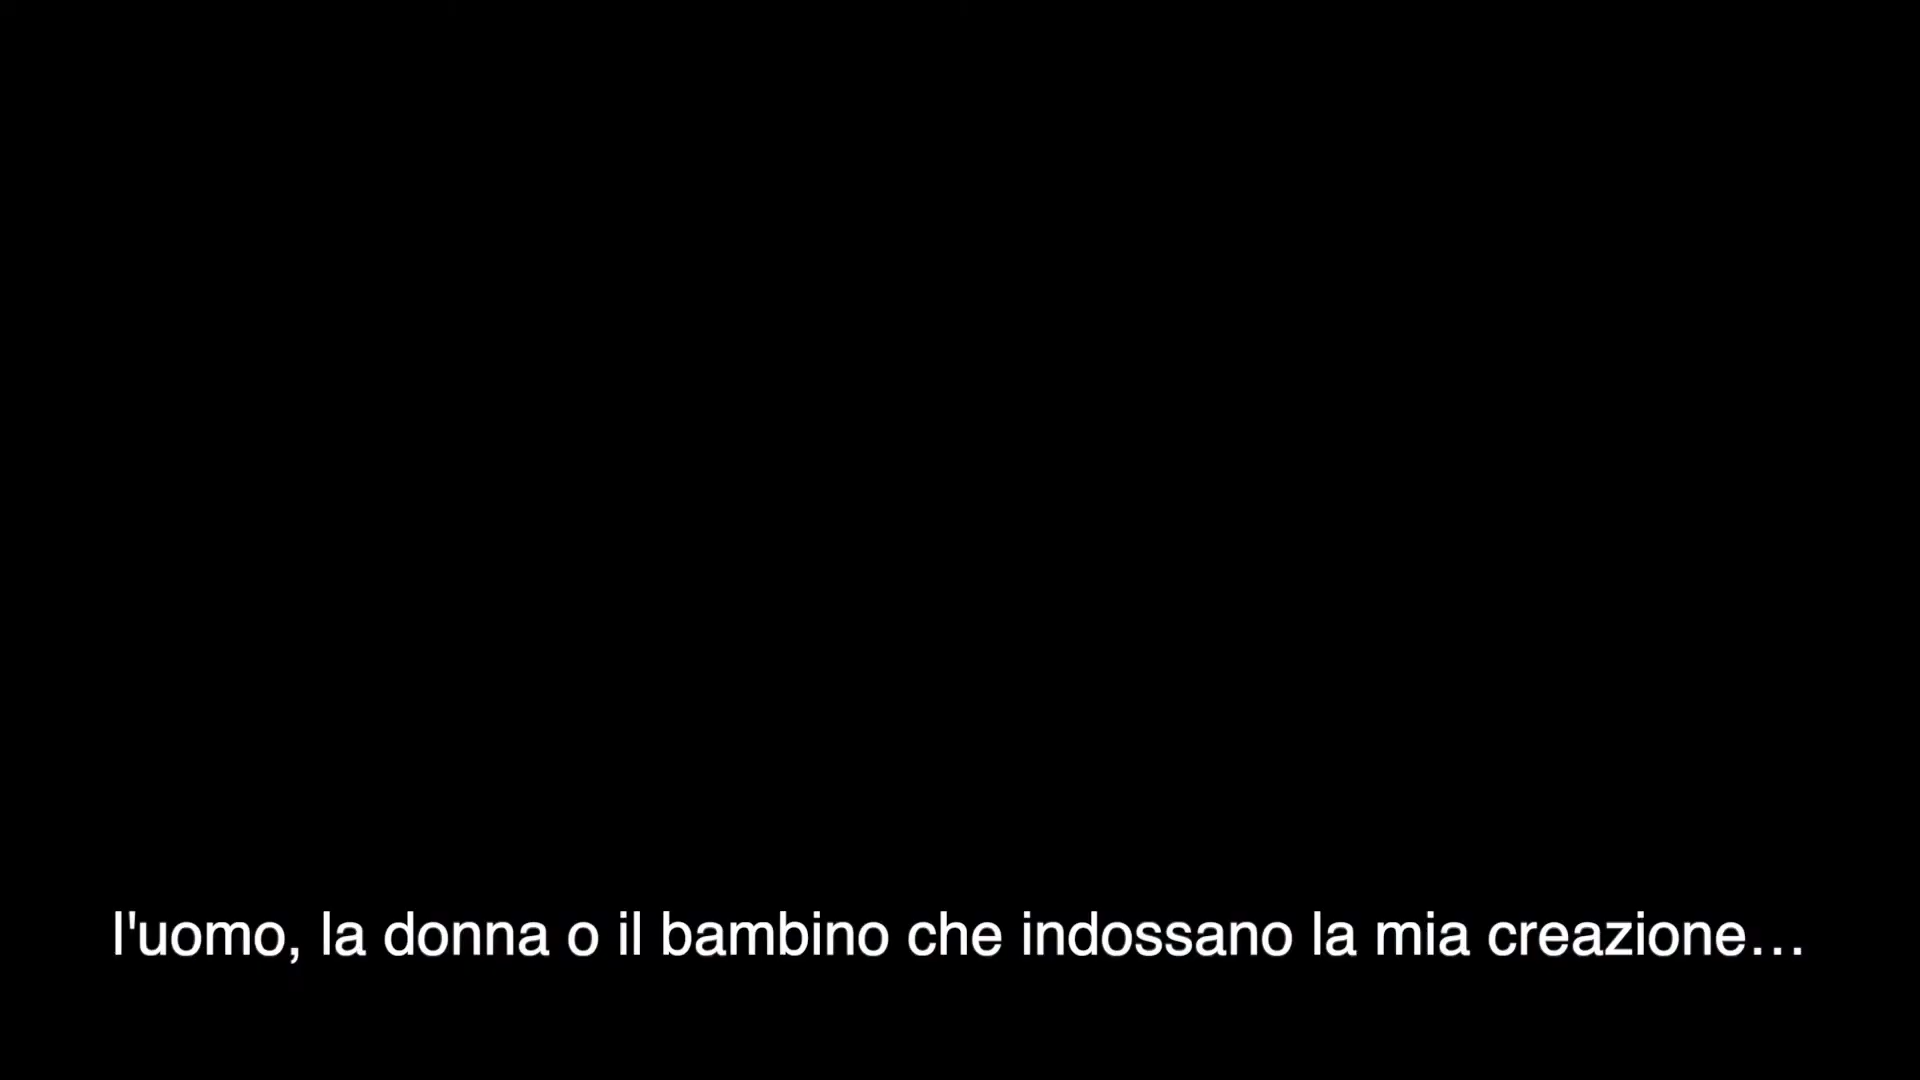 l'uomo, la donna o il bambino che indossano la mia creazione…